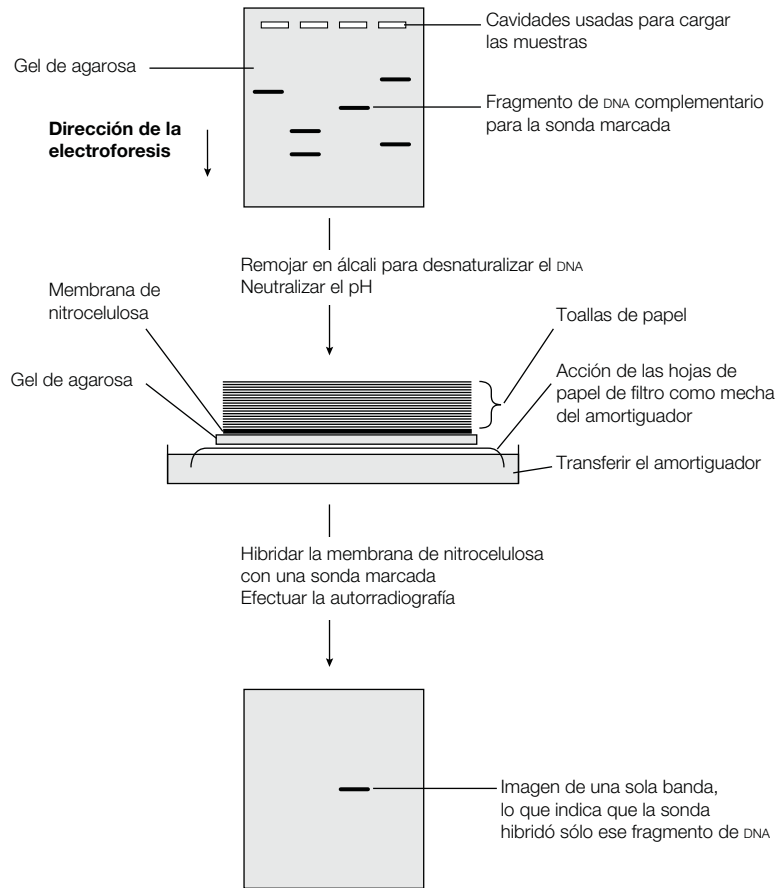 Cavidades usadas para cargar
las muestras
Gel de agarosa
Fragmento de DNA complementario
para la sonda marcada
Dirección de la
electroforesis
Remojar en álcali para desnaturalizar el DNA
Neutralizar el pH
Membrana de
nitrocelulosa
Toallas de papel
Gel de agarosa
Acción de las hojas de
papel de filtro como mecha
del amortiguador
Transferir el amortiguador
Hibridar la membrana de nitrocelulosa
con una sonda marcada
Efectuar la autorradiografía
Imagen de una sola banda,
lo que indica que la sonda
hibridó sólo ese fragmento de DNA